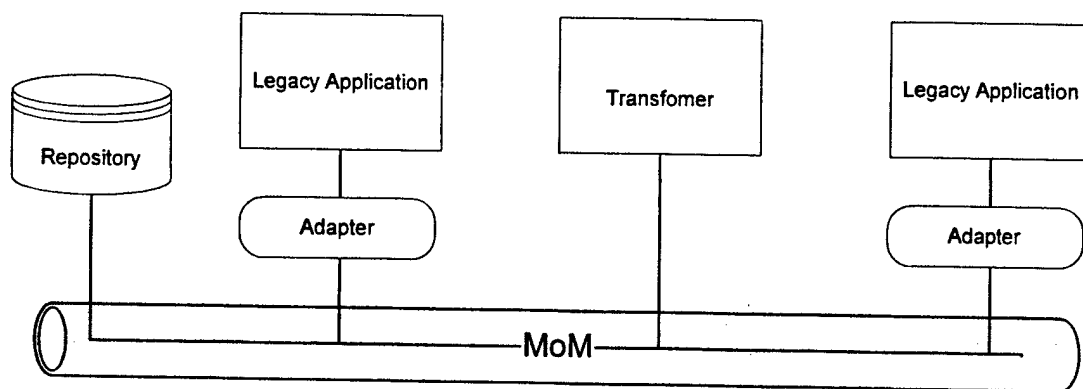 Legacy Application
Transfomer
Legacy Application
Repository
Adapter
Adapter
MoM